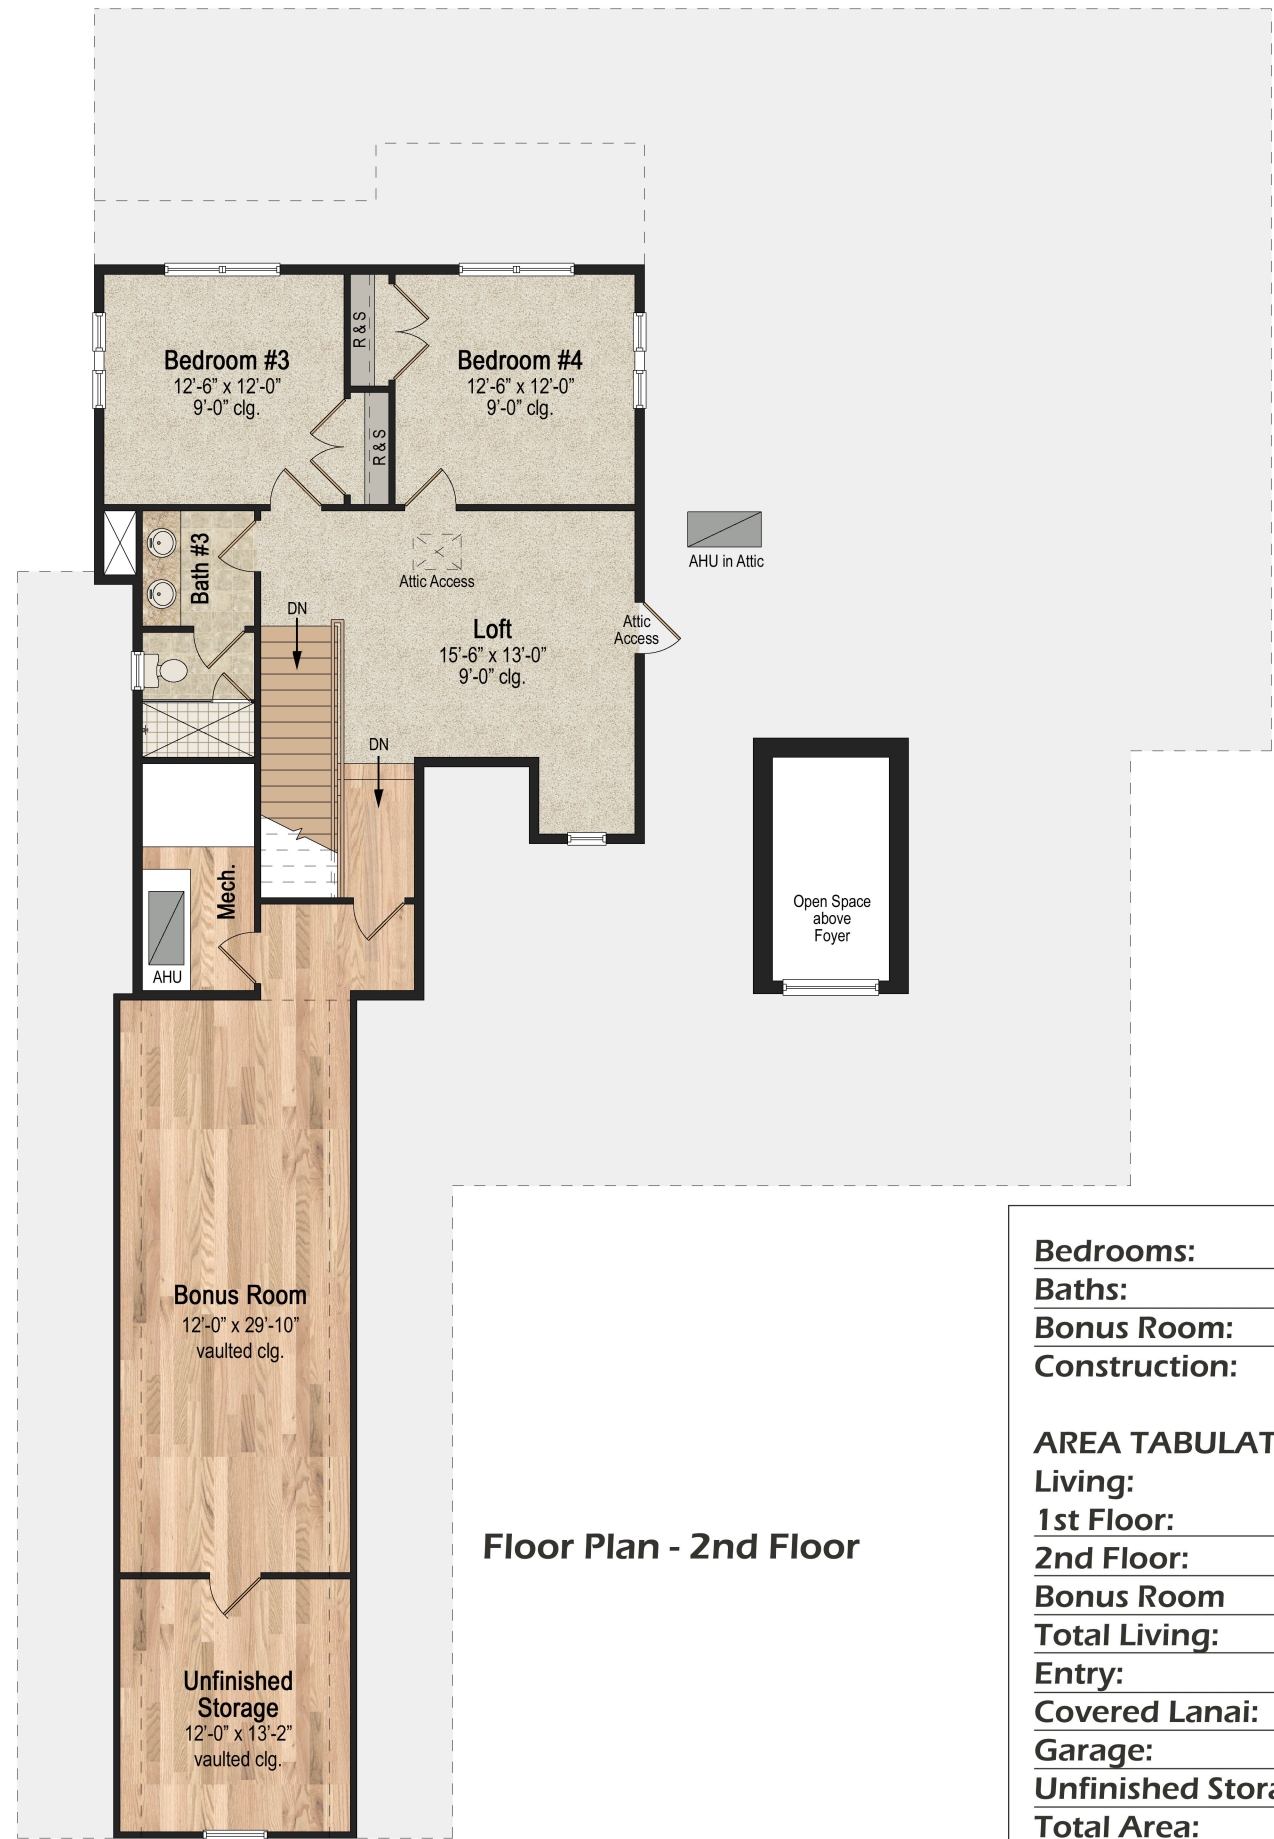 R & S
Bedroom #3
12'-6" x 12'-0"
9'-0" clg.
Bedroom #4
12'-6" x 12'-0"
9'-0" clg.
R & S
Bath #3
Attic Access
AHU in Attic
DN
Loft
15'-6" x 13'-0"
9'-0" clg.
Attic
Access
DN
Mech.
AHU
Open Space
above
Foyer
Bonus Room
12'-0" x 29'-10"
vaulted clg.
Floor Plan - 2nd Floor
Unfinished
Storage
12'-0" x 13'-2"
vaulted clg.
Bedrooms:
Baths:
Bonus Room:
Construction:
AREA TABULAT
Living:
1st Floor:
2nd Floor:
Bonus Room
Total Living:
Entry:
Covered Lanai:
Garage:
Unfinished Stora
Total Area: